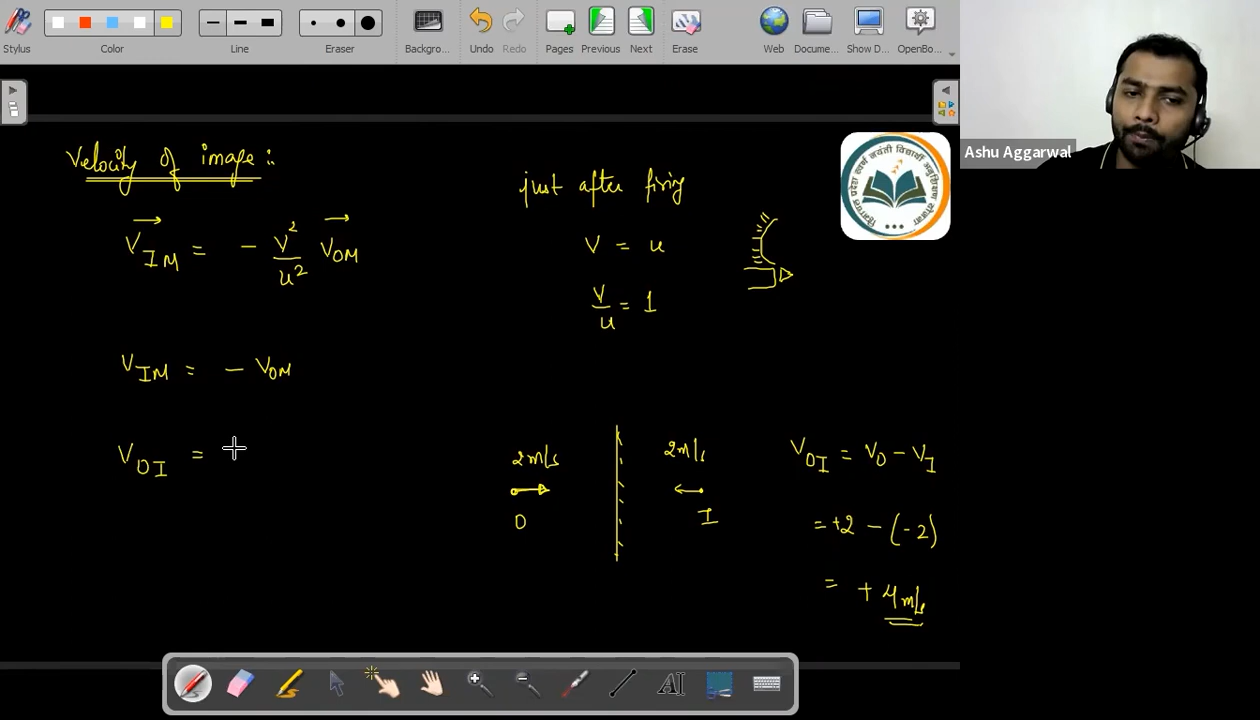 Stylus
Color
Line
Eraser
Backgro...
Undo
Redo
Pages
Previous
Next
Erase
Web
Docume...
Show D...
OpenBo...
Ashu Aggarwal
Velocity of image :
V_IM = - V²/u² V_OM
V_IM = - V_OM
V_OI =
just after firing
V = u
V/u = 1
2m/s
O
2m/s
I
V_OI = V_O - V_I
= +2 - (-2)
= + 4m/s
AI